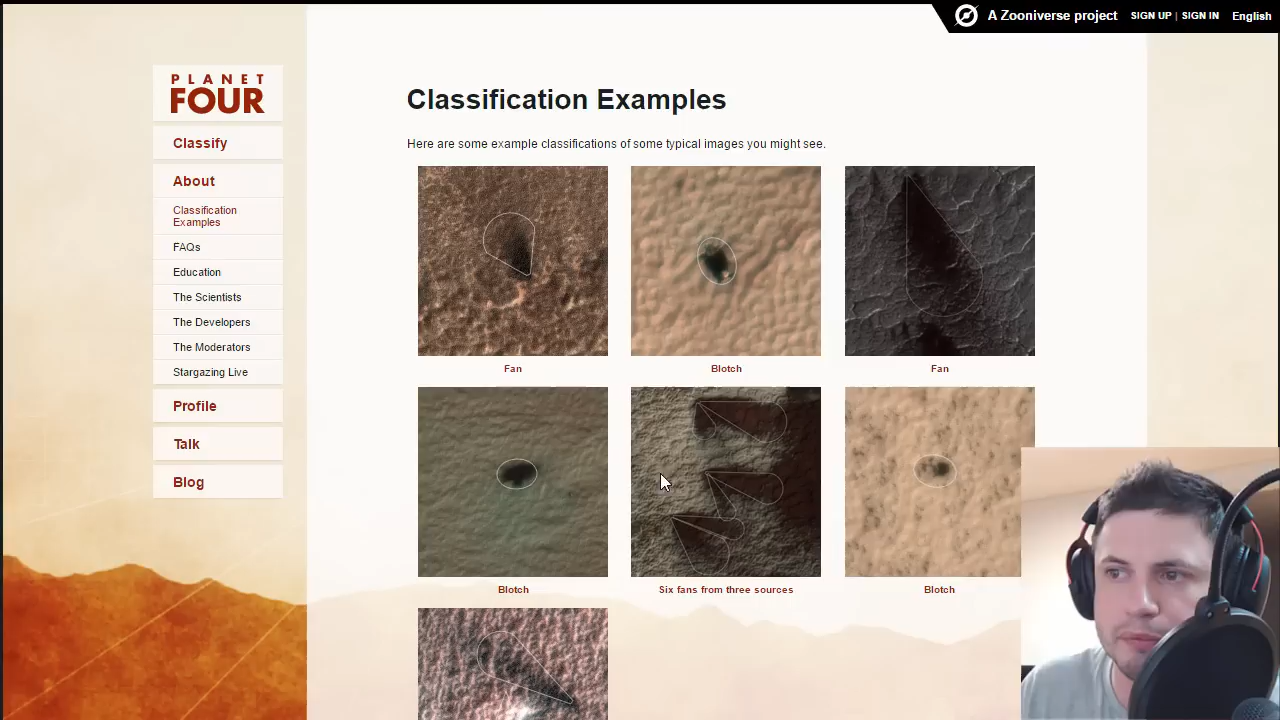 A Zooniverse project SIGN UP | SIGN IN English
PLANET
FOUR
Classify
About
Classification
Examples
FAQs
Education
The Scientists
The Developers
The Moderators
Stargazing Live
Profile
Talk
Blog
Classification Examples
Here are some example classifications of some typical images you might see.
Fan
Blotch
Fan
Blotch
Six fans from three sources
Blotch